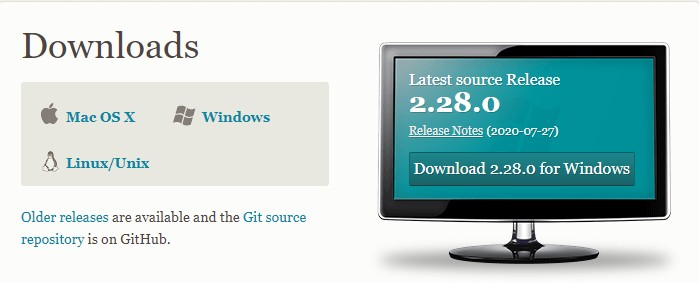 Downloads
Mac OS X
Windows
Linux/Unix
Older releases are available and the Git source
repository is on GitHub.
Latest source Release
2.28.0
Release Notes (2020-07-27)
Download 2.28.0 for Windows